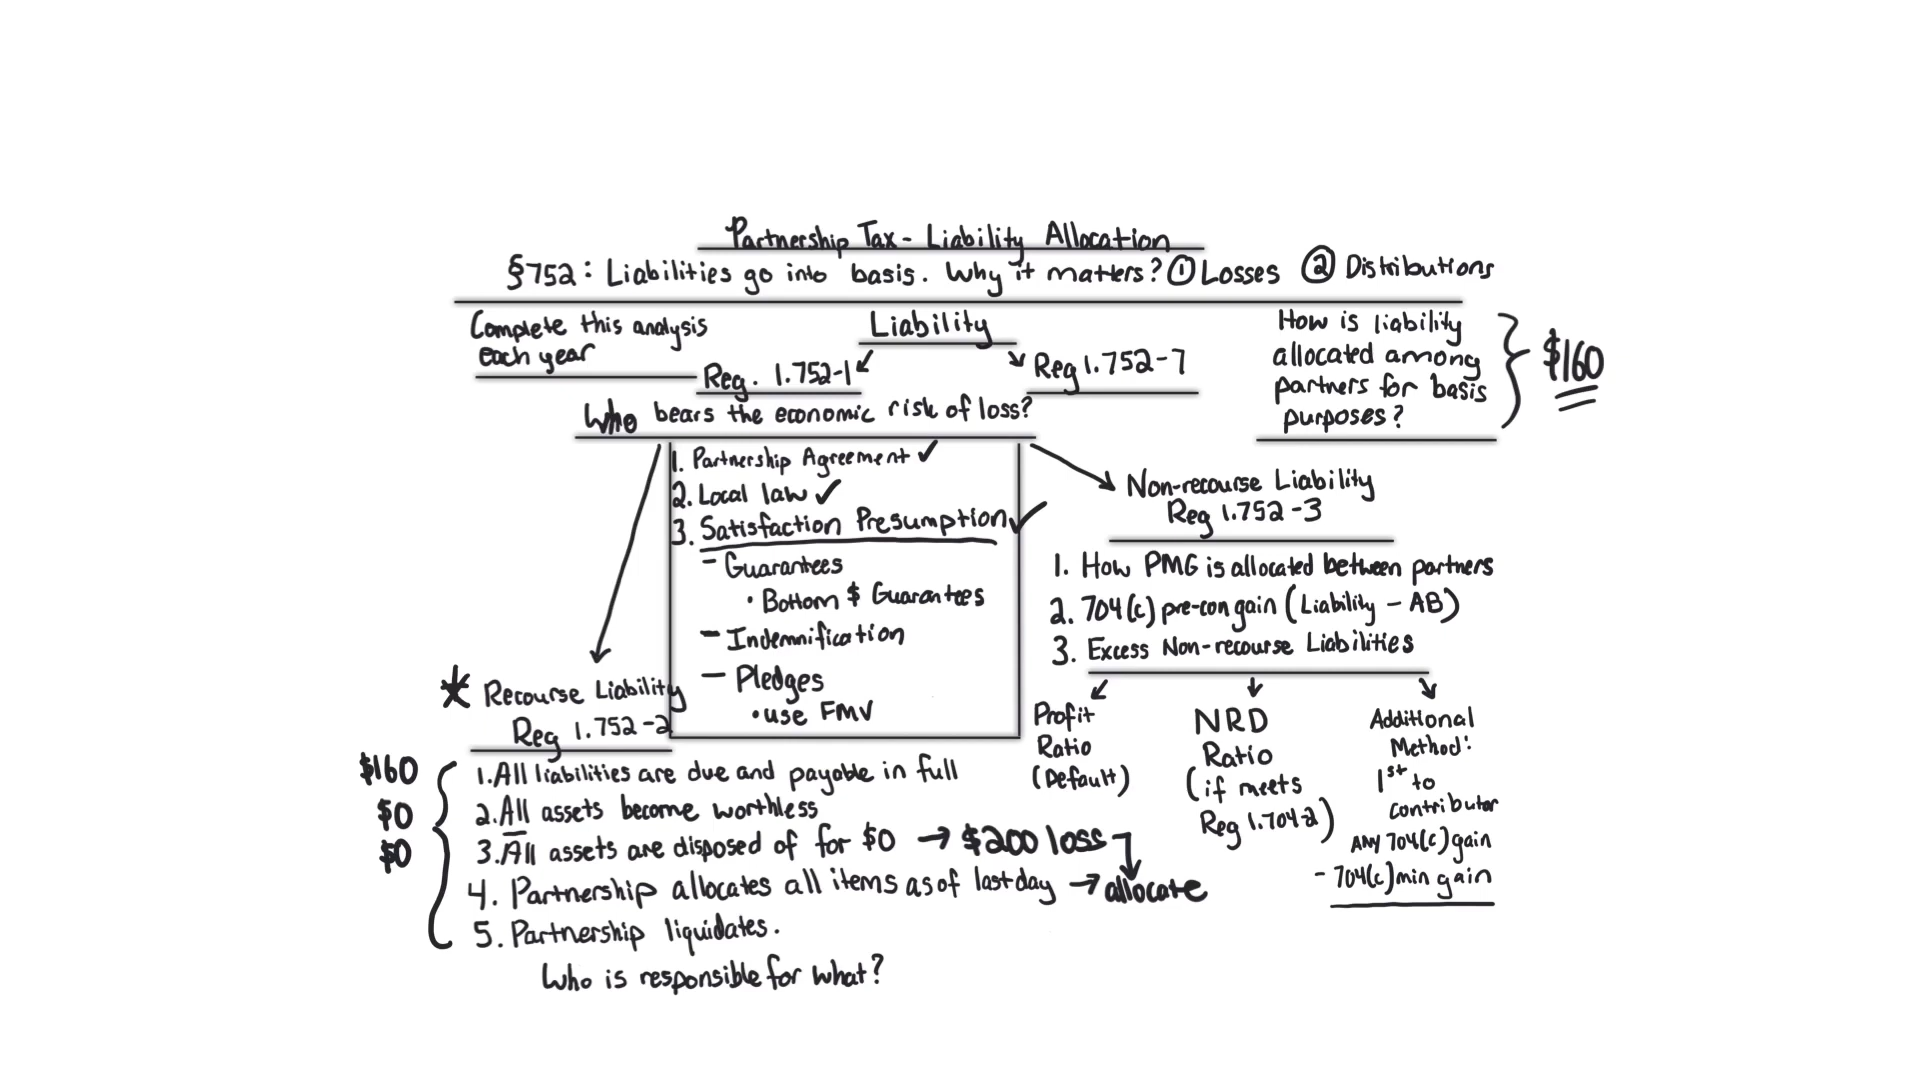 Partnership Tax - Liability Allocation
§752: Liabilities go into basis. Why it matters? ① Losses ② Distributions
Complete this analysis
each year
Liability
Reg. 1.752-1
Reg 1.752-7
How is liability
allocated among
partners for basis
purposes?
$160
Who bears the economic risk of loss?
1. Partnership Agreement ✓
2. Local law ✓
3. Satisfaction Presumption ✓
- Guarantees
• Bottom $ Guarantees
- Indemnification
- Pledges
• use FMV
Non-recourse Liability
Reg 1.752-3
1. How PMG is allocated between partners
2. 704(c) pre-con gain (Liability - AB)
3. Excess Non-recourse Liabilities
Profit
Ratio
(Default)
NRD
Ratio
(if meets
Reg 1.704-2)
Additional
Method:
1st to
contributor
Any 704(c) gain
- 704(c) min gain
* Recourse Liability
Reg 1.752-2
$160
$0
$0
1. All liabilities are due and payable in full
2. All assets become worthless
3. All assets are disposed of for $0 → $200 loss
4. Partnership allocates all items as of last day → allocate
5. Partnership liquidates.
Who is responsible for what?